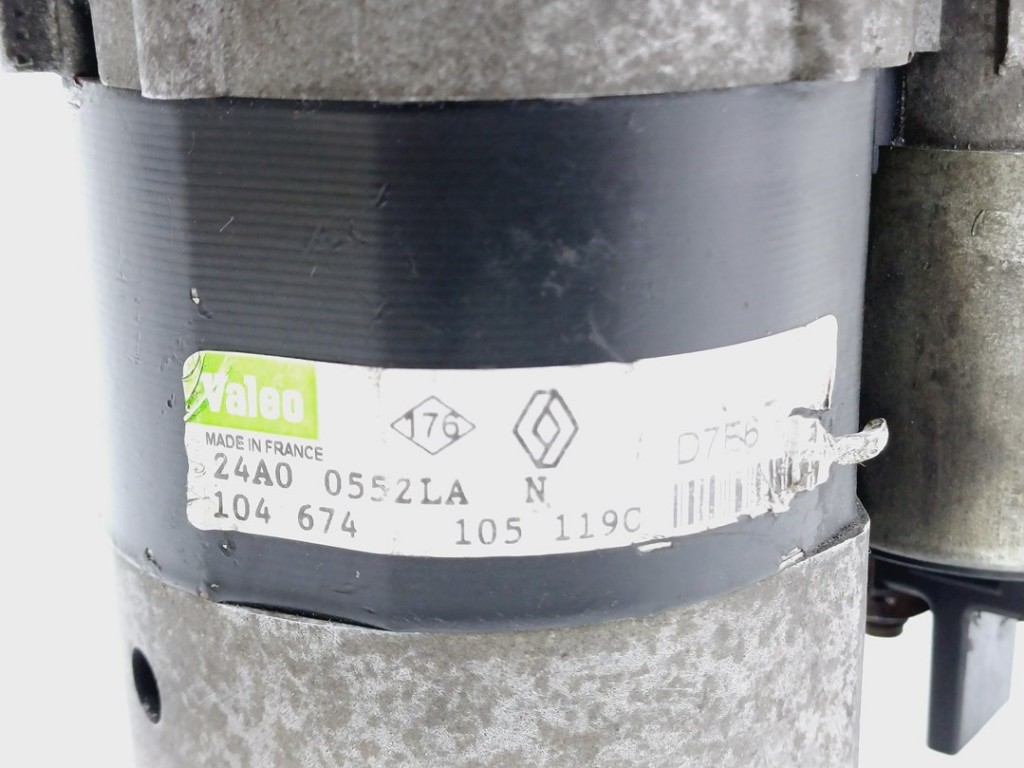 Valeo
MADE IN FRANCE
176
D7E6
24A0 0552LA N
104 674 105 119C